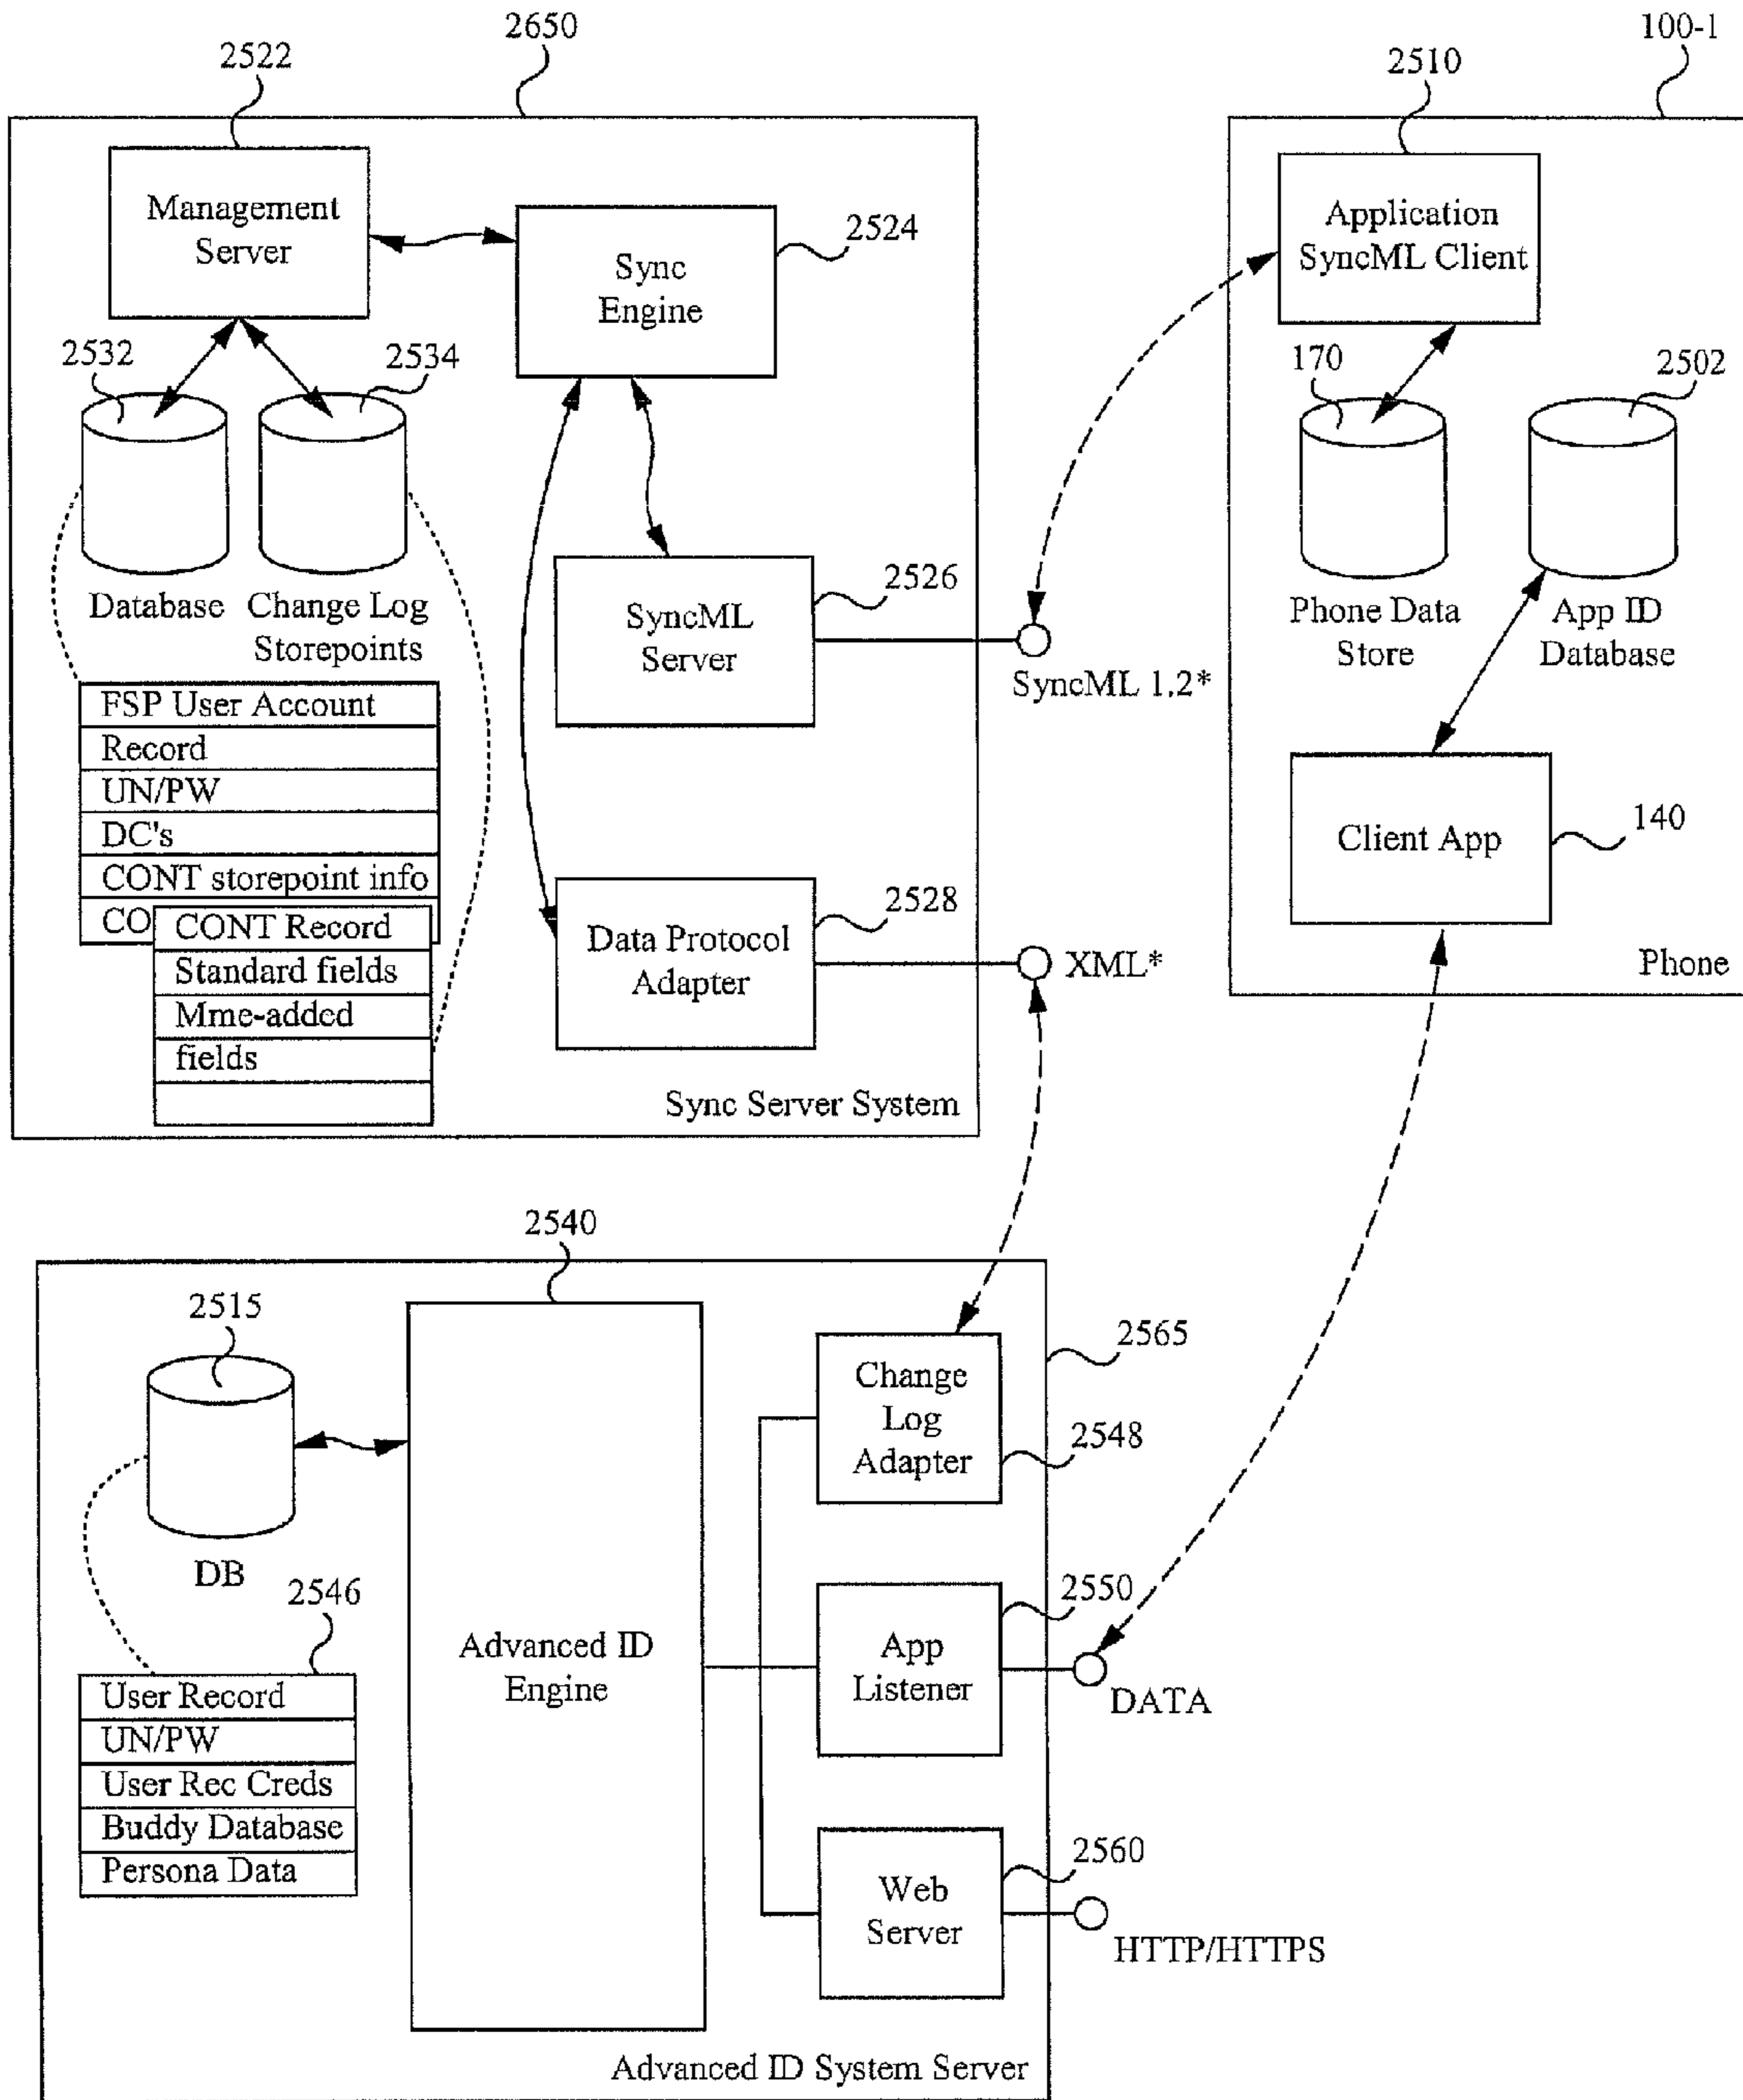 2650
2522
Management
Server
2524
Sync
Engine
2532
2534
Database
Change Log
Storepoints
2526
SyncML
Server
SyncML 1,2*
FSP User Account
Record
UN/PW
DC's
CONT storepoint info
CO
CONT Record
Standard fields
Mme-added
fields
2528
Data Protocol
Adapter
XML*
Sync Server System
100-1
2510
Application
SyncML Client
170
2502
Phone Data
Store
App ID
Database
Client App
140
Phone
2540
2515
DB
2546
User Record
UN/PW
User Rec Creds
Buddy Database
Persona Data
Advanced ID
Engine
2565
Change
Log
Adapter
2548
2550
App
Listener
DATA
2560
Web
Server
HTTP/HTTPS
Advanced ID System Server